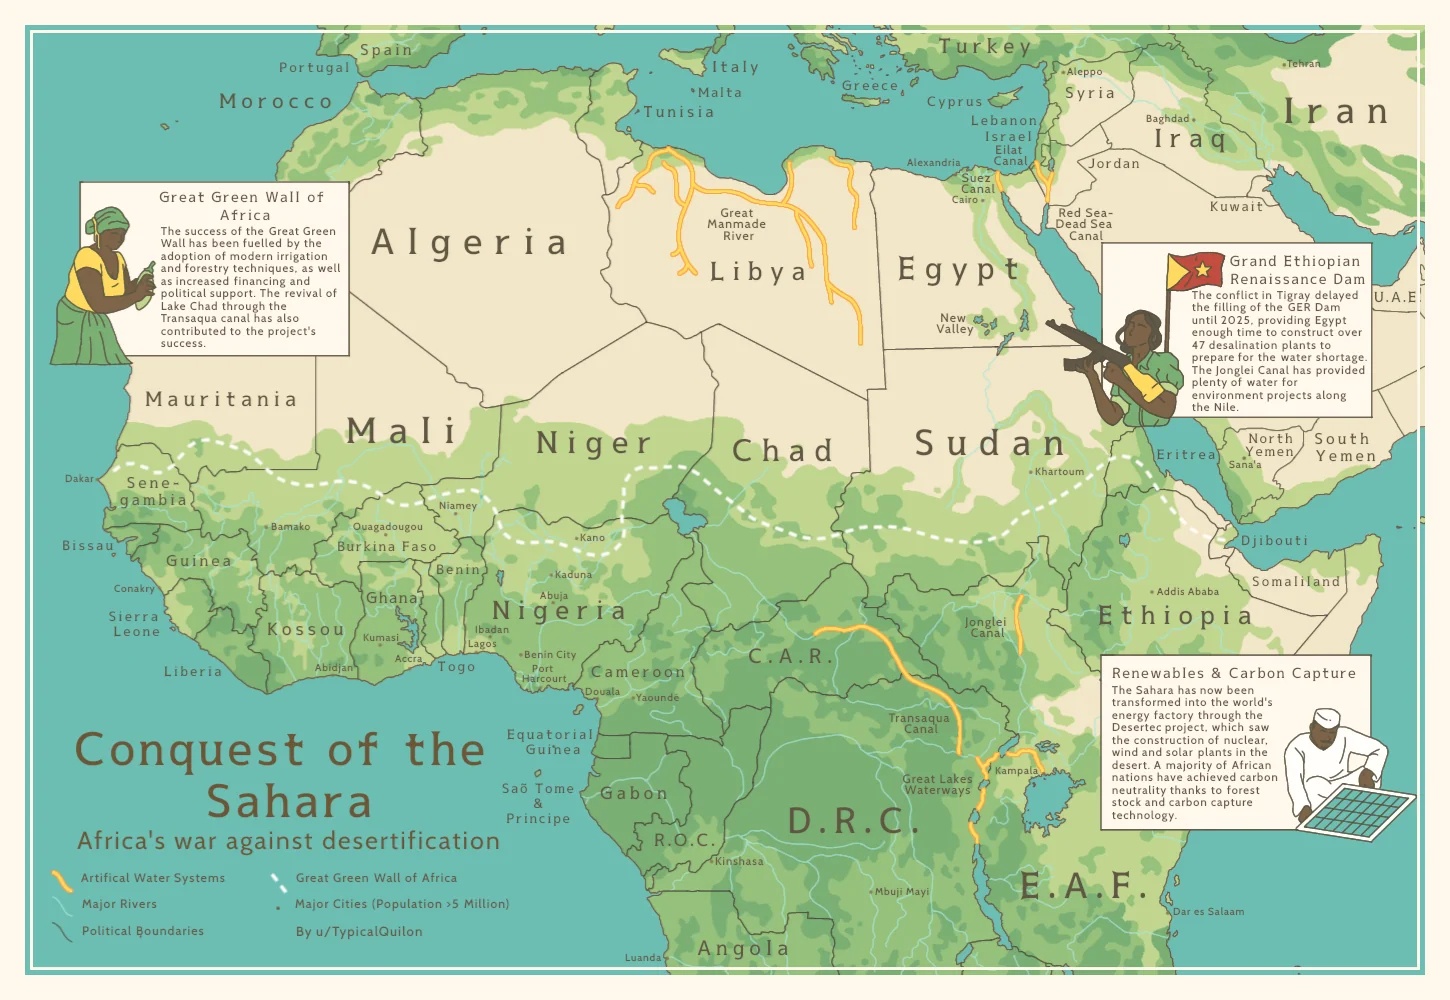 Spain
Portugal
Morocco
Italy
Malta
Tunisia
Greece
Turkey
Cyprus
Lebanon
Israel
Eilat
Canal
Aleppo
Syria
Tehran
Baghdad
Iraq
Iran
Jordan
Kuwait
Alexandria
Suez
Canal
Cairo
Red Sea-
Dead Sea
Canal
Great Green Wall of
Africa
The success of the Great Green
Wall has been fuelled by the
adoption of modern irrigation
and forestry techniques, as well
as increased financing and
political support. The revival of
Lake Chad through the
Transaqua canal has also
contributed to the project's
success.
Algeria
Great
Manmade
River
Libya
Egypt
New
Valley
Grand Ethiopian
Renaissance Dam
The conflict in Tigray delayed
the filling of the GER Dam
until 2025, providing Egypt
enough time to construct over
47 desalination plants to
prepare for the water shortage.
The Jonglei Canal has provided
plenty of water for
environment projects along
the Nile.
U.A.E.
Mauritania
Mali
Niger
Chad
Sudan
Khartoum
Eritrea
North
Yemen
Sana'a
South
Yemen
Dakar
Sene-
gambia
Bamako
Ouagadougou
Burkina Faso
Niamey
Kano
Bissau
Guinea
Benin
Kaduna
Abuja
Nigeria
Conakry
Sierra
Leone
Ghana
Kossou
Kumasi
Ibadan
Lagos
Accra
Abidjan
Togo
Liberia
Benin City
Port
Harcourt
Cameroon
Douala
Yaounde
C.A.R.
Jonglei
Canal
Djibouti
Somaliland
Addis Ababa
Ethiopia
Transaqua
Canal
Great Lakes
Waterways
Kampala
Renewables & Carbon Capture
The Sahara has now been
transformed into the world's
energy factory through the
Desertec project, which saw
the construction of nuclear,
wind and solar plants in the
desert. A majority of African
nations have achieved carbon
neutrality thanks to forest
stock and carbon capture
technology.
Equatorial
Guinea
Saõ Tome
&
Principe
Gabon
R.O.C.
D.R.C.
Kinshasa
Mbuji Mayi
E.A.F.
Dar es Salaam
Angola
Luanda
Conquest of the
Sahara
Africa's war against desertification
Artifical Water Systems
Great Green Wall of Africa
Major Rivers
Major Cities (Population >5 Million)
Political Boundaries
By u/TypicalQuilon